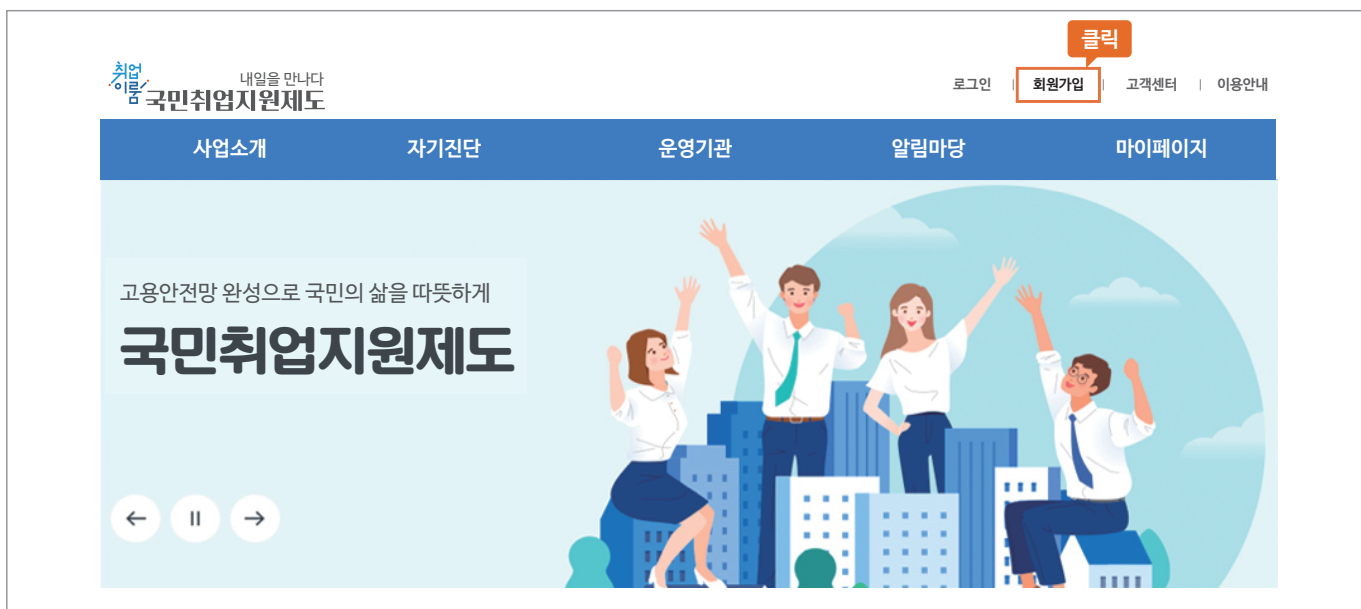 클릭
취업이룸
내일을 만나다
국민취업지원제도
로그인 | 회원가입 | 고객센터 | 이용안내
사업소개 자기진단 운영기관 알림마당 마이페이지
고용안전망 완성으로 국민의 삶을 따뜻하게
국민취업지원제도